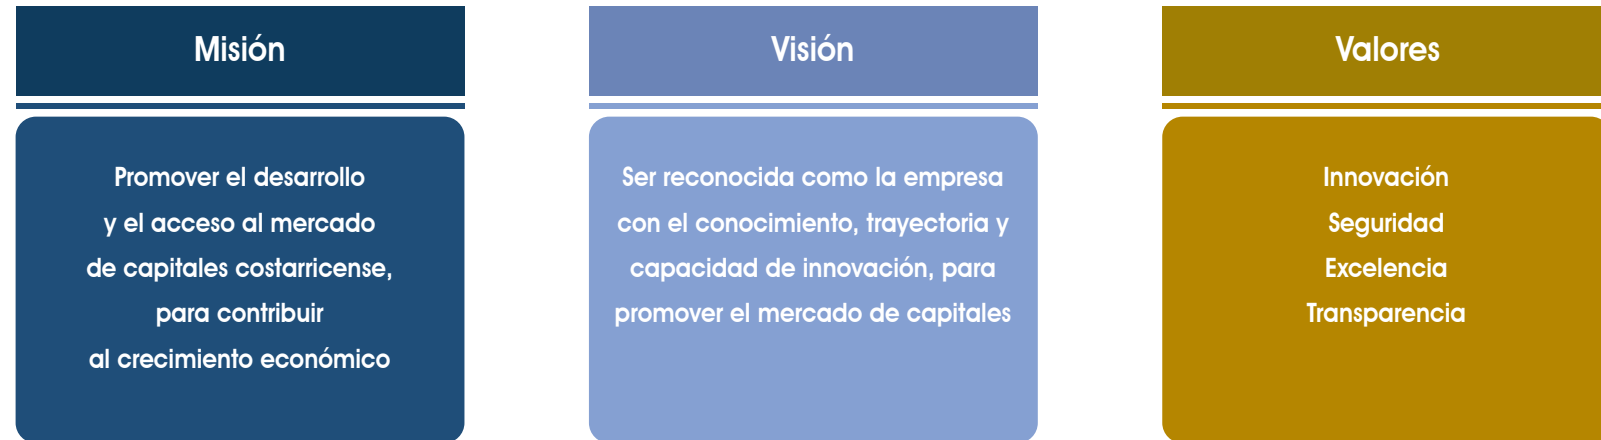 Misión
Promover el desarrollo
y el acceso al mercado
de capitales costarricense,
para contribuir
al crecimiento económico
Visión
Ser reconocida como la empresa
con el conocimiento, trayectoria y
capacidad de innovación, para
promover el mercado de capitales
Valores
Innovación
Seguridad
Excelencia
Transparencia